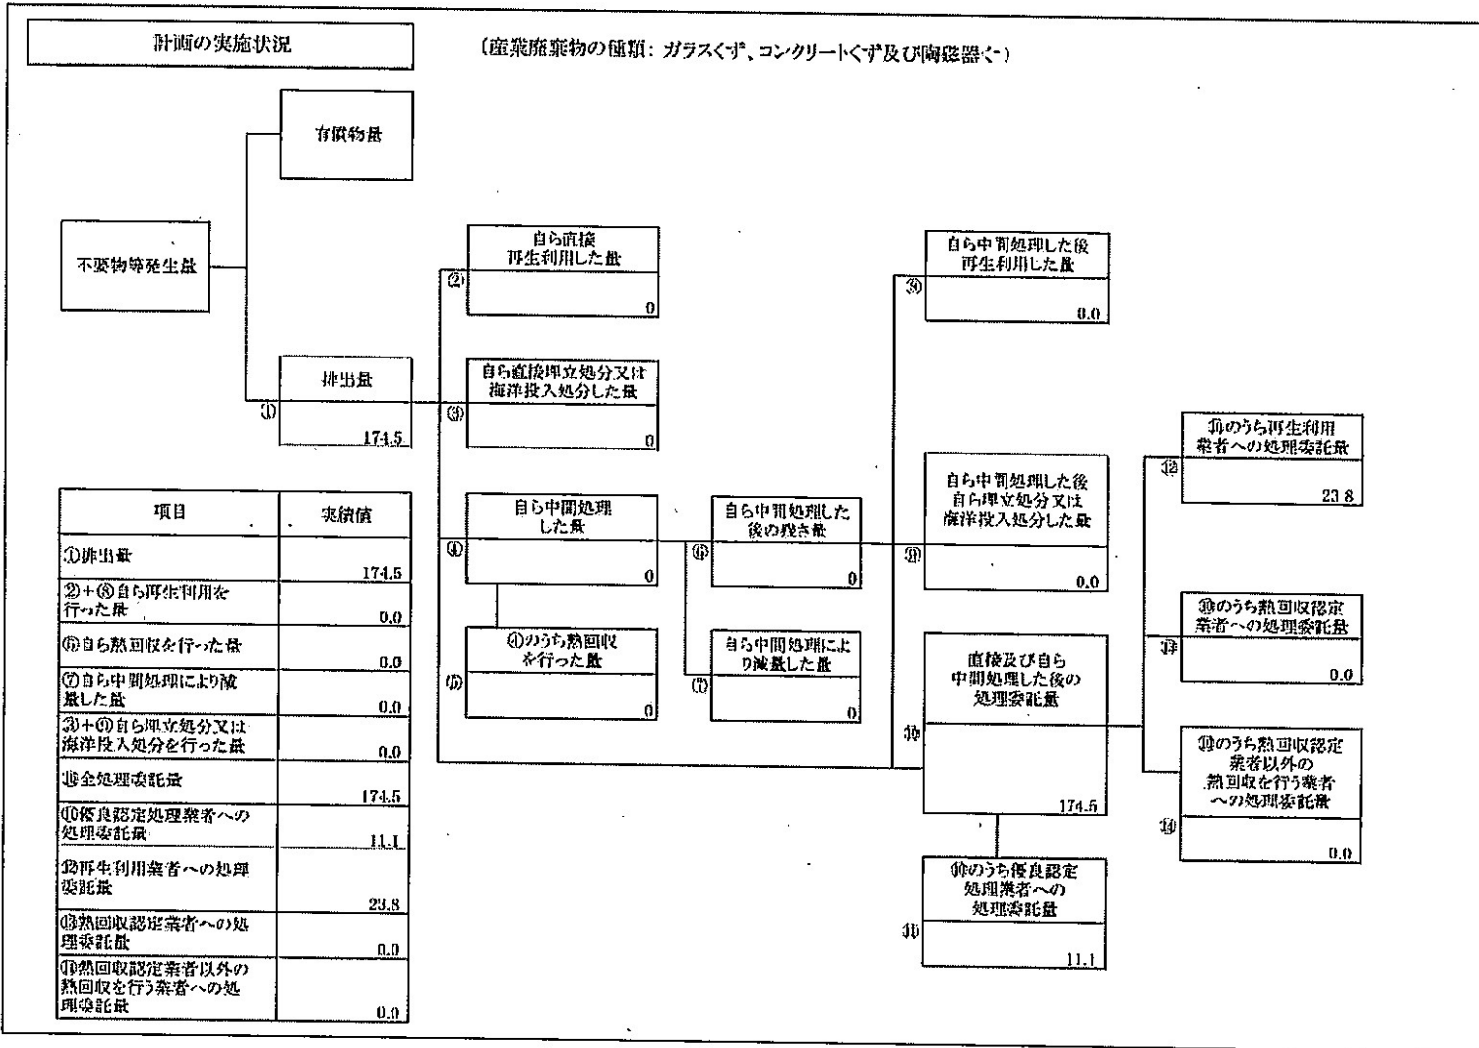 計画の実施状況
(産業廃棄物の種類: ガラスくず、コンクリートくず及び陶磁器く
有償物量
不要物等発生量
排出量
①
174.5
自ら直接
再生利用した量
②
0
自ら直接埋立処分又は
海洋投入処分した量
③
0
自ら中間処理
した量
④
0
④のうち熱回収
を行った量
⑤
0
自ら中間処理した
後の残さ量
⑥
0
自ら中間処理によ
り減量した量
⑦
0
自ら中間処理した後
再生利用した量
⑧
0.0
自ら中間処理した後
自ら埋立処分又は
海洋投入処分した量
⑨
0.0
直接及び自ら
中間処理した後の
処理委託量
⑩
174.5
⑩のうち優良認定
処理業者への
処理委託量
⑪
11.1
⑩のうち再生利用
業者への処理委託量
⑫
23.8
⑩のうち熱回収認定
業者への処理委託量
⑬
0.0
⑩のうち熱回収認定
業者以外の
熱回収を行う業者
への処理委託量
⑭
0.0
項目 実績値
①排出量 174.5
②+⑧自ら再生利用を
行った量 0.0
⑤自ら熱回収を行った量 0.0
⑦自ら中間処理により減
量した量 0.0
③+⑨自ら埋立処分又は
海洋投入処分を行った量 0.0
⑩全処理委託量 174.5
⑪優良認定処理業者への
処理委託量 11.1
⑫再生利用業者への処理
委託量 23.8
⑬熱回収認定業者への処
理委託量 0.0
⑭熱回収認定業者以外の
熱回収を行う業者への処
理委託量 0.0